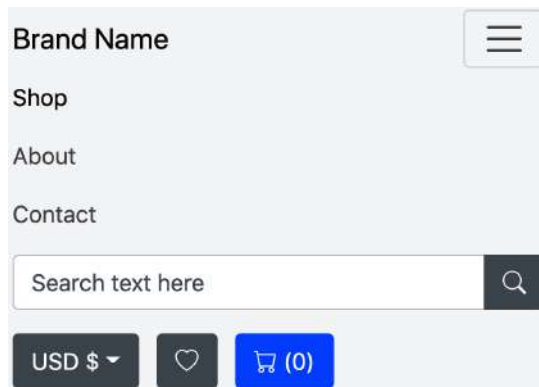 Brand Name
Shop
About
Contact
Search text here
USD $ (0)